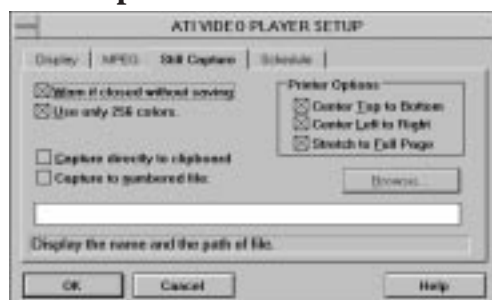 ATI VIDEO PLAYER SETUP
Display MPEG Still Capture Schedule
Warn if closed without saving
Use only 256 colors.
Capture directly to clipboard
Capture to numbered file:
Printer Options
Center Top to Bottom
Center Left to Right
Stretch to Full Page
Browse...
Display the name and the path of file.
OK Cancel Help